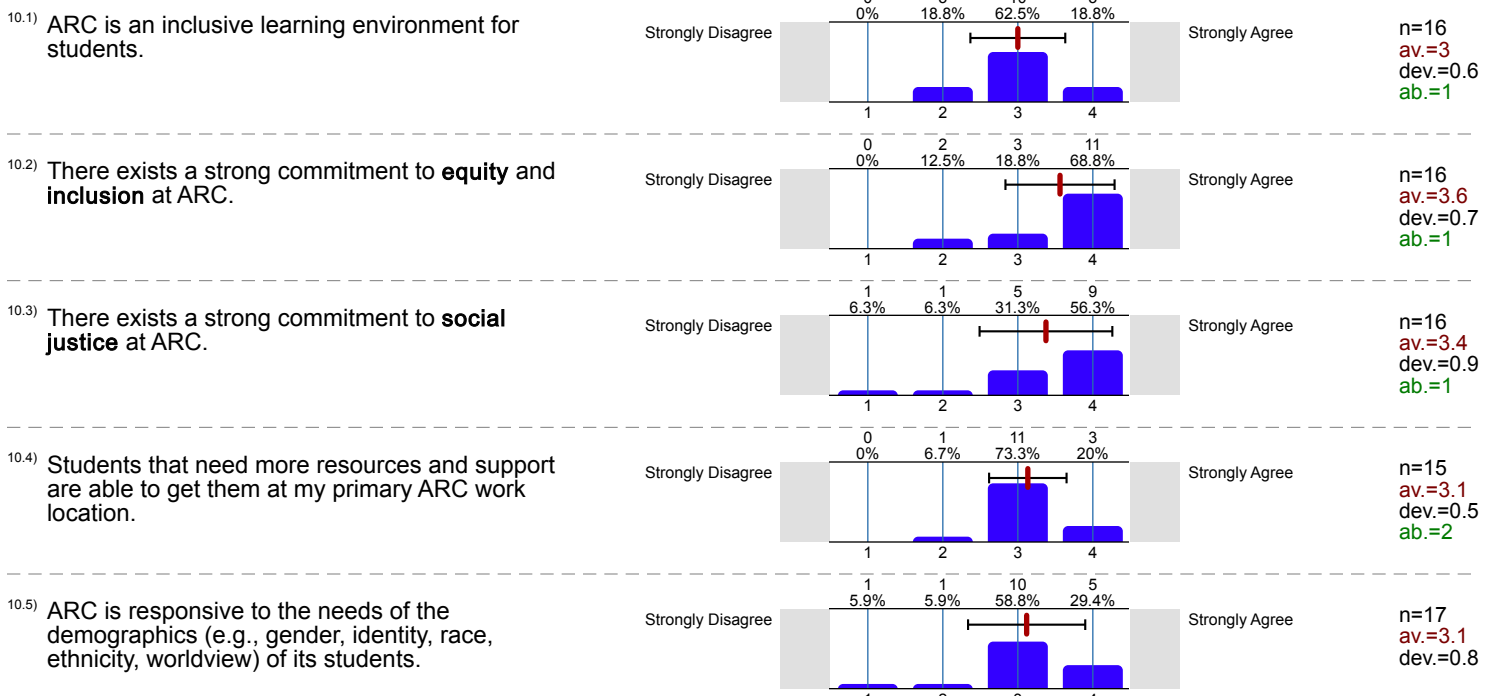 0% 18.8% 62.5% 18.8%
10.1) ARC is an inclusive learning environment for
students.
Strongly Disagree
Strongly Agree
n=16
av.=3
dev.=0.6
ab.=1
1 2 3 4
0 2 3 11
0% 12.5% 18.8% 68.8%
10.2) There exists a strong commitment to equity and
inclusion at ARC.
Strongly Disagree
Strongly Agree
n=16
av.=3.6
dev.=0.7
ab.=1
1 2 3 4
1 1 5 9
6.3% 6.3% 31.3% 56.3%
10.3) There exists a strong commitment to social
justice at ARC.
Strongly Disagree
Strongly Agree
n=16
av.=3.4
dev.=0.9
ab.=1
1 2 3 4
0 1 11 3
0% 6.7% 73.3% 20%
10.4) Students that need more resources and support
are able to get them at my primary ARC work
location.
Strongly Disagree
Strongly Agree
n=15
av.=3.1
dev.=0.5
ab.=2
1 2 3 4
1 1 10 5
5.9% 5.9% 58.8% 29.4%
10.5) ARC is responsive to the needs of the
demographics (e.g., gender, identity, race,
ethnicity, worldview) of its students.
Strongly Disagree
Strongly Agree
n=17
av.=3.1
dev.=0.8